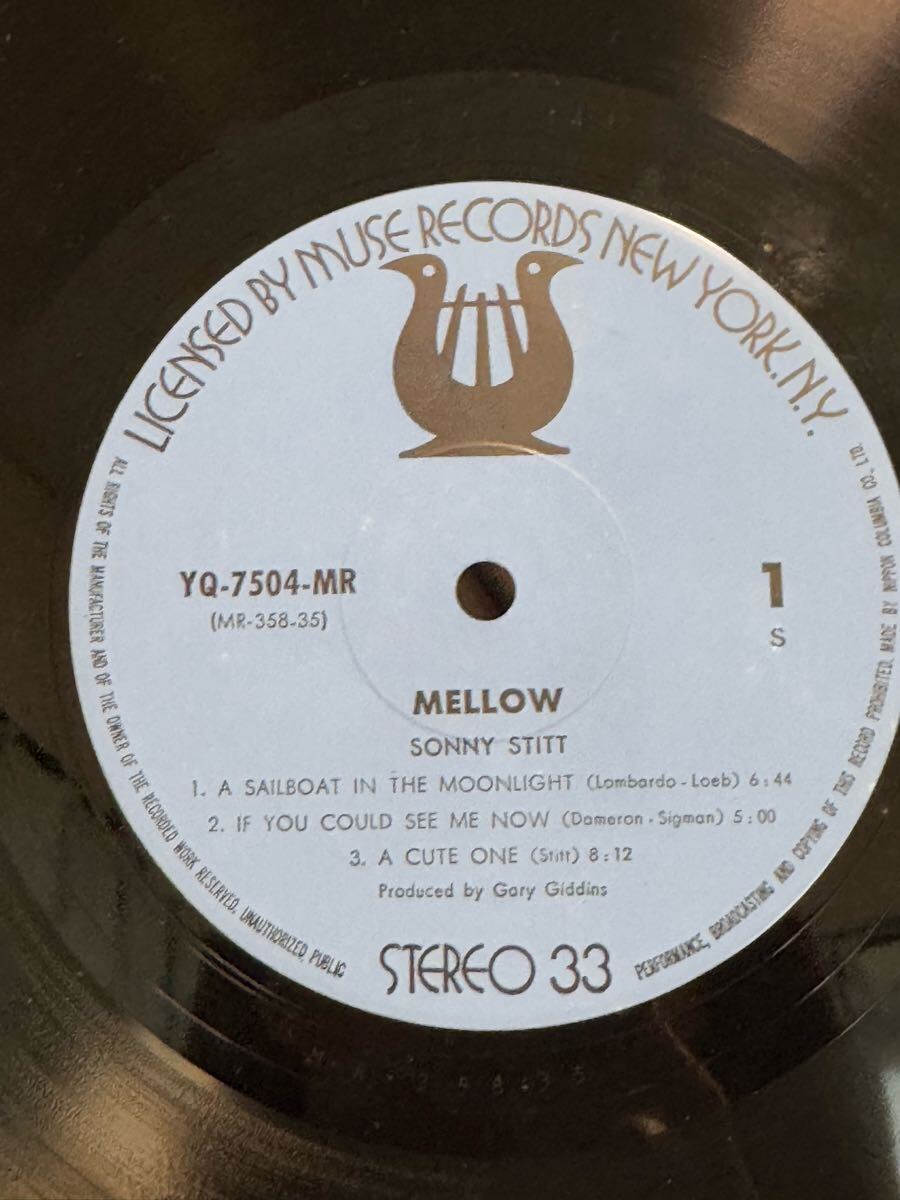 LICENSED BY MUSE RECORDS NEW YORK. N.Y.
YQ-7504-MR
(MR-358-35)
1
S
MELLOW
SONNY STITT
1. A SAILBOAT IN THE MOONLIGHT (Lombardo - Loeb) 6:44
2. IF YOU COULD SEE ME NOW (Dameron - Sigman) 5:00
3. A CUTE ONE (Stitt) 8:12
Produced by Gary Giddins
STEREO 33
ALL RIGHTS OF THE MANUFACTURER AND OF THE OWNER OF THE RECORDED WORK RESERVED, UNAUTHORIZED PUBLIC
PERFORMANCE, BROADCASTING AND COPYING OF THIS RECORD PROHIBITED, MADE BY NIPPON COLUMBIA CO., LTD.